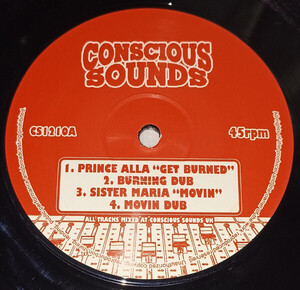 CONSCIOUS
SOUNDS
CS1210A
45rpm
1. PRINCE ALLA "GET BURNED"
2. BURNING DUB
3. SISTER MARIA "MOVIN"
4. MOVIN DUB
ALL TRACKS MIXED AT CONSCIOUS SOUNDS UK